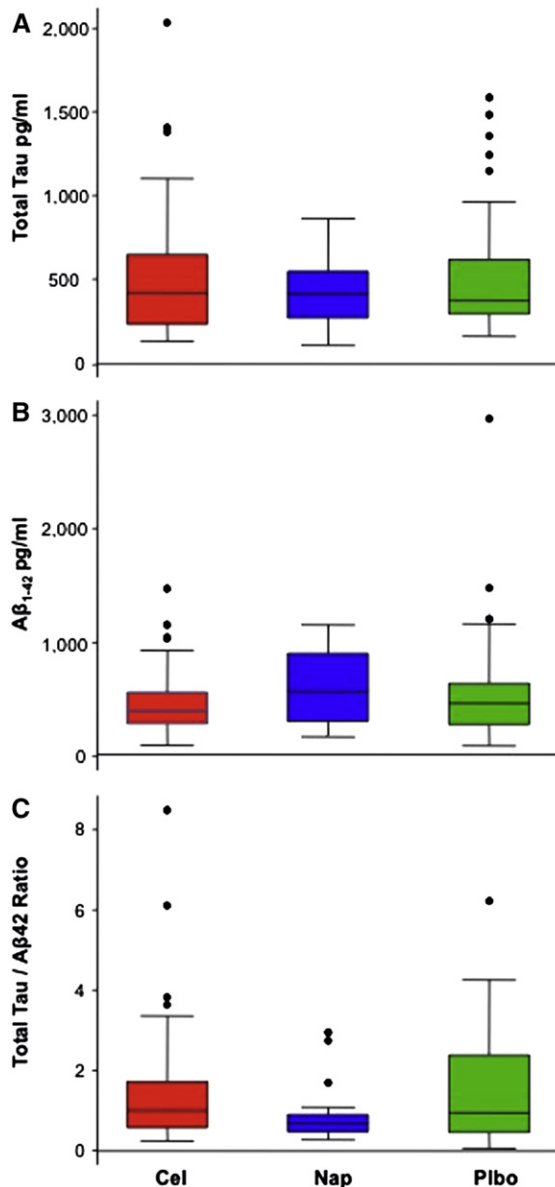 A
Total Tau pg/ml
2.000
1.500
1.000
500
0
B
Aβ1-42 pg/ml
3,000
2,000
1,000
0
C
Total Tau / Aβ42 Ratio
8
6
4
2
0
Cel Nap Plbo